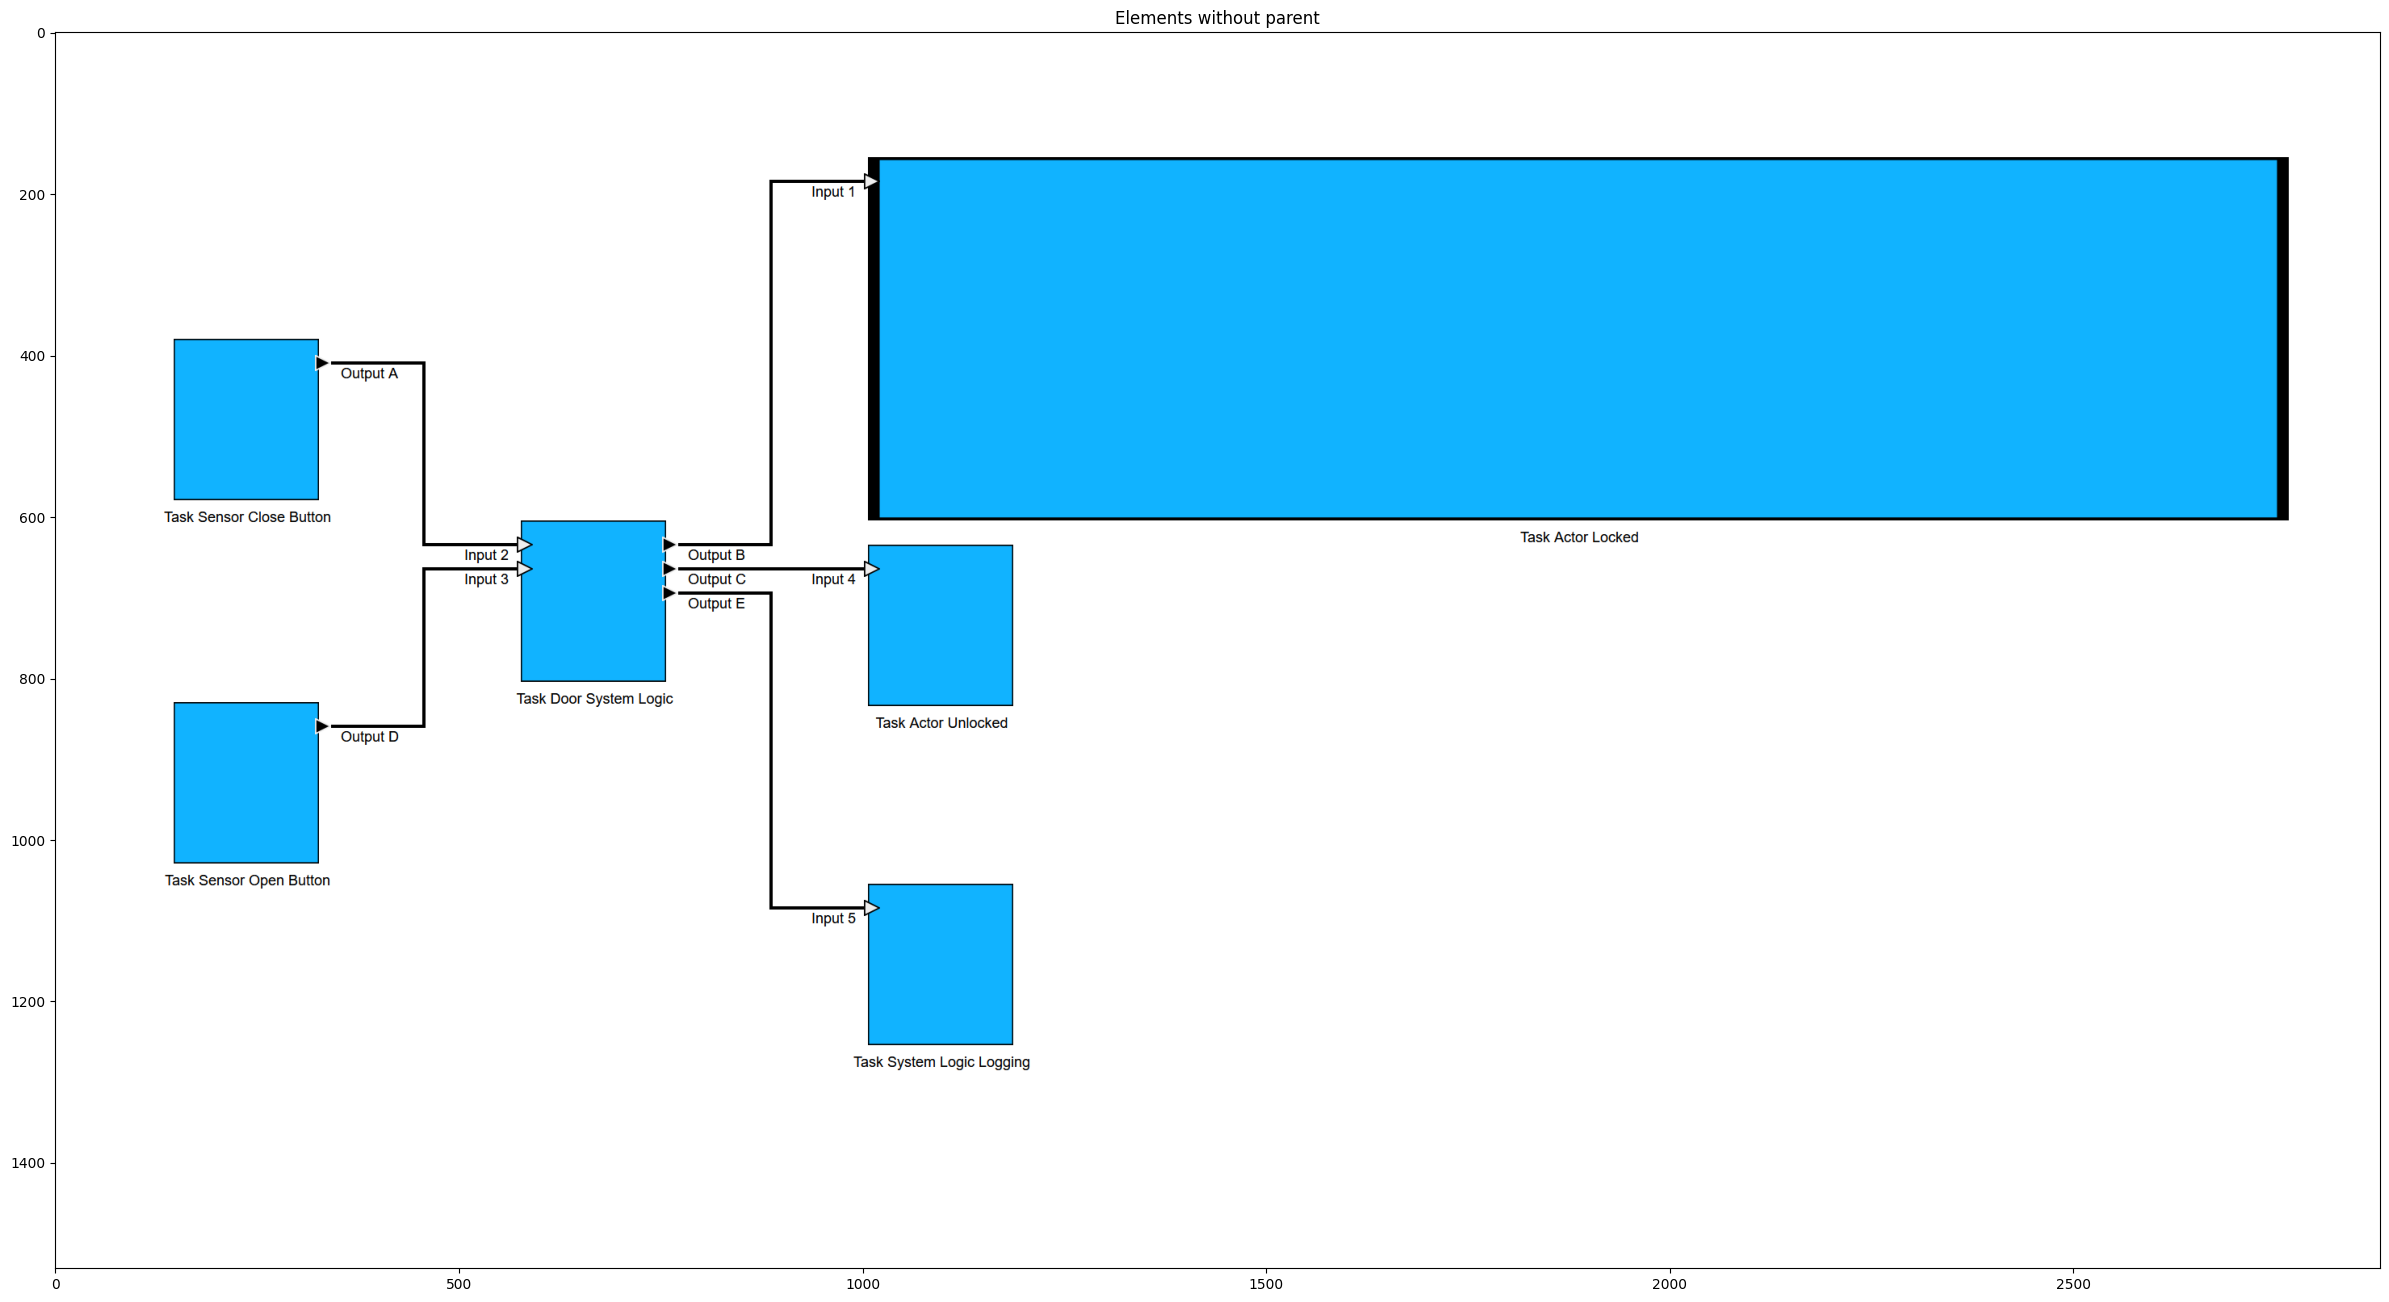 Elements without parent
0
200
400
600
800
1000
1200
1400
Input 1
Output A
Task Sensor Close Button
Task Actor Locked
Input 2
Output B
Input 3
Output C
Input 4
Output E
Task Door System Logic
Task Actor Unlocked
Output D
Task Sensor Open Button
Input 5
Task System Logic Logging
0
500
1000
1500
2000
2500